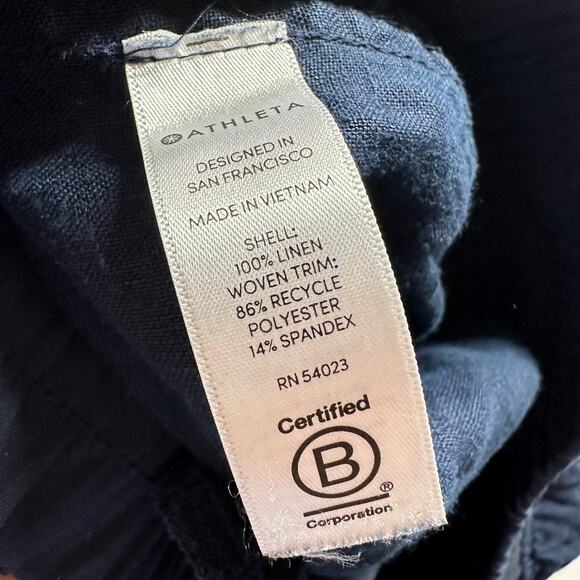 ATHLETA
DESIGNED IN
SAN FRANCISCO
MADE IN VIETNAM
SHELL:
100% LINEN
WOVEN TRIM:
86% RECYCLE
POLYESTER
14% SPANDEX
RN 54023
Certified
B
®
Corporation